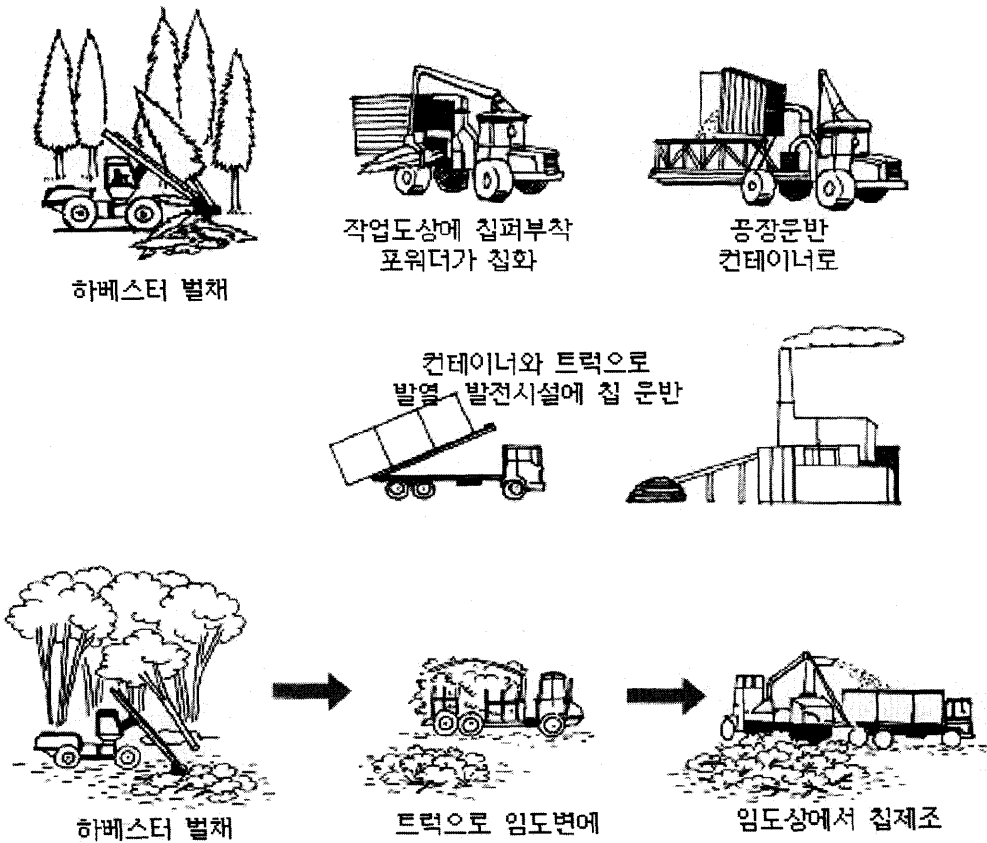 작업도상에 칩퍼부착
포워더가 칩화
공장운반
컨테이너로
하베스터 벌채
컨테이너와 트럭으로
발열 발전시설에 칩 운반
하베스터 벌채
트럭으로 임도변에
임도상에서 칩제조